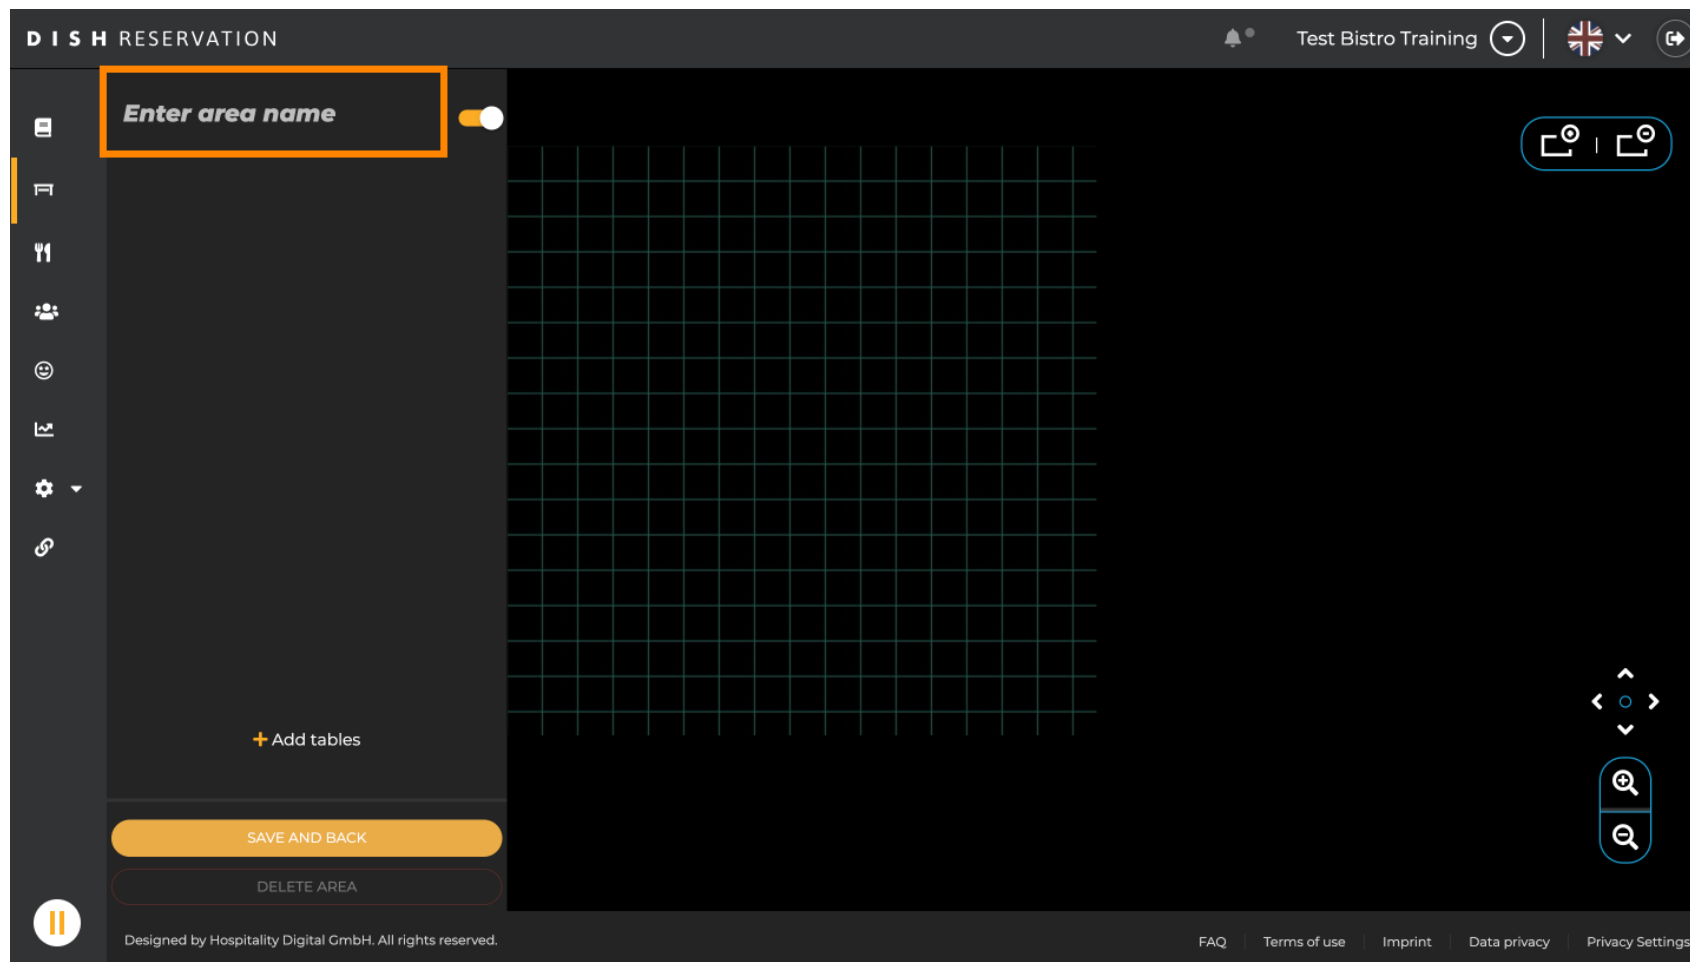 DISH RESERVATION
Test Bistro Training
Enter area name
Add tables
SAVE AND BACK
DELETE AREA
Designed by Hospitality Digital GmbH. All rights reserved.
FAQ
Terms of use
Imprint
Data privacy
Privacy Settings